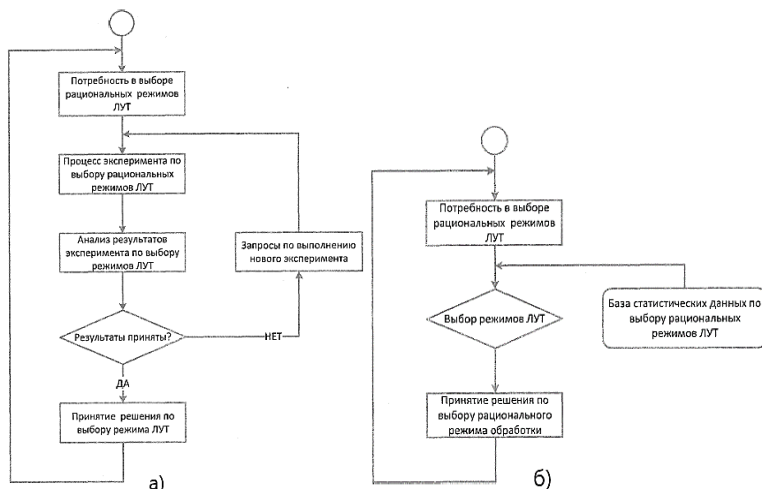 Потребность в выборе
рациональных режимов
ЛУТ
Процесс эксперимента по
выбору рациональных
режимов ЛУТ
Анализ результатов
эксперимента по выбору
режимов ЛУТ
Запросы по выполнению
нового эксперимента
Результаты приняты?
НЕТ
ДА
Принятие решения по
выбору режима ЛУТ
а)
Потребность в выборе
рациональных режимов
ЛУТ
База статистических данных по
выбору рациональных
режимов ЛУТ
Выбор режимов ЛУТ
Принятие решения по
выбору рационального
режима обработки
б)